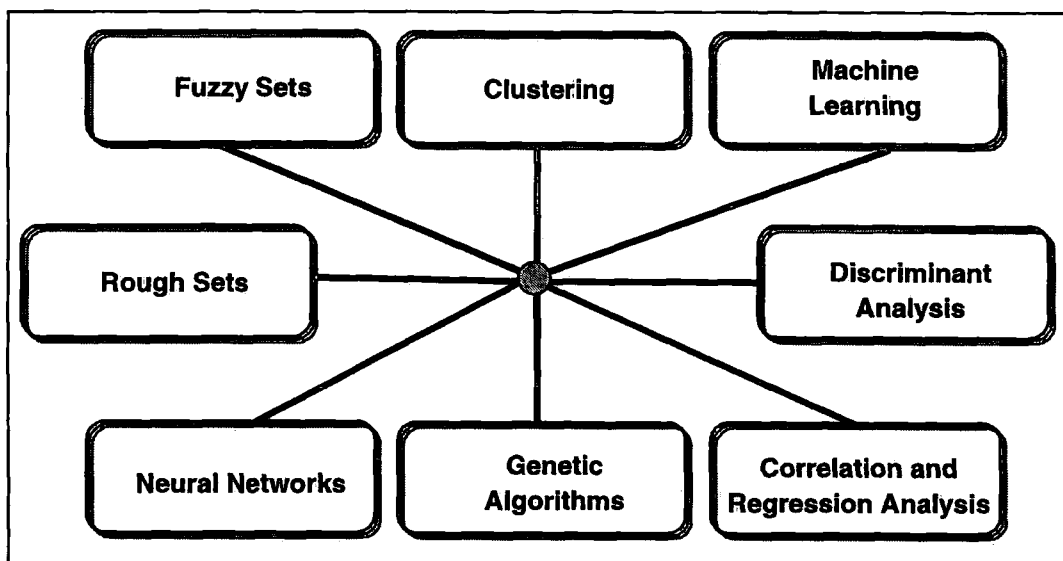 Fuzzy Sets
Clustering
Machine
Learning
Rough Sets
Discriminant
Analysis
Neural Networks
Genetic
Algorithms
Correlation and
Regression Analysis